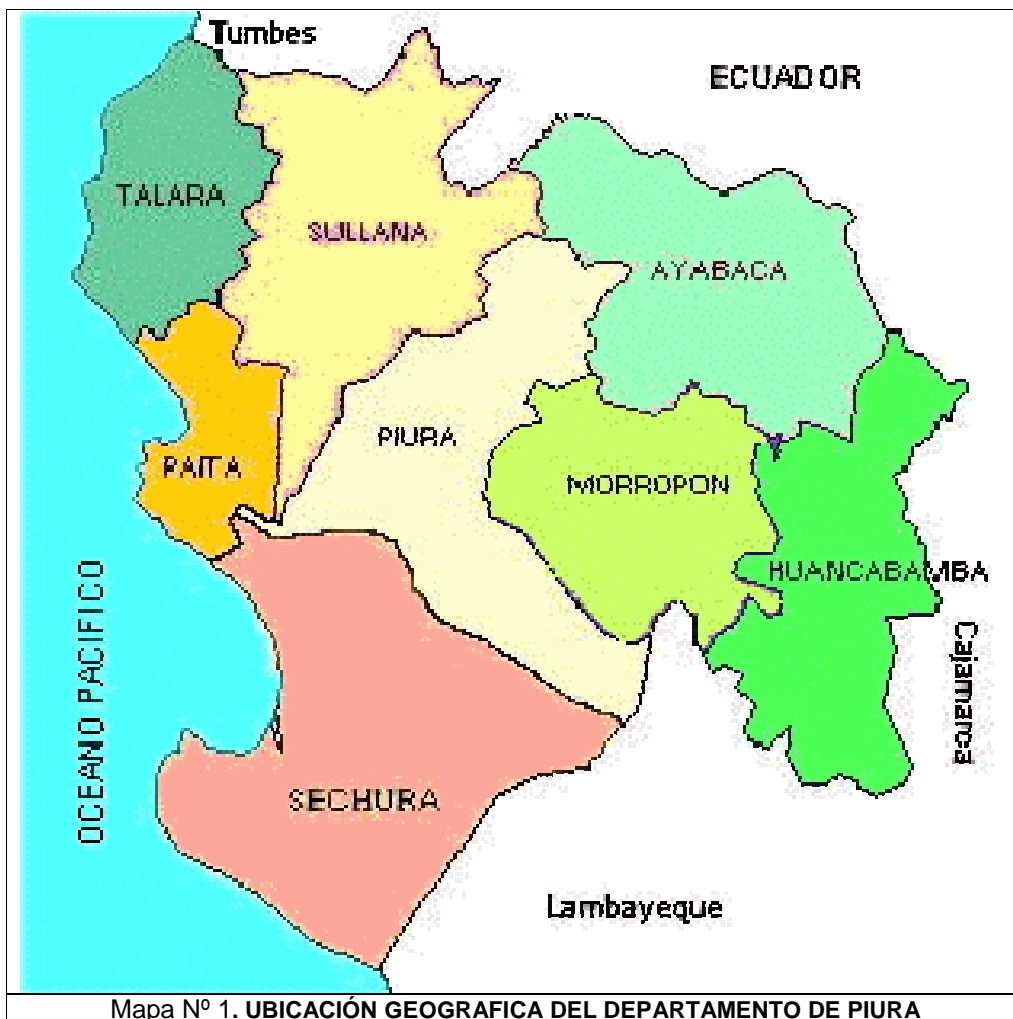 Tumbes
ECUADOR
TALARA
SULLANA
AYABACA
PIURA
PAITA
MORROPON
HUANCABAMBA
OCEANO PACIFICO
Cajamarca
SECHURA
Lambayeque
Mapa Nº 1. UBICACIÓN GEOGRAFICA DEL DEPARTAMENTO DE PIURA